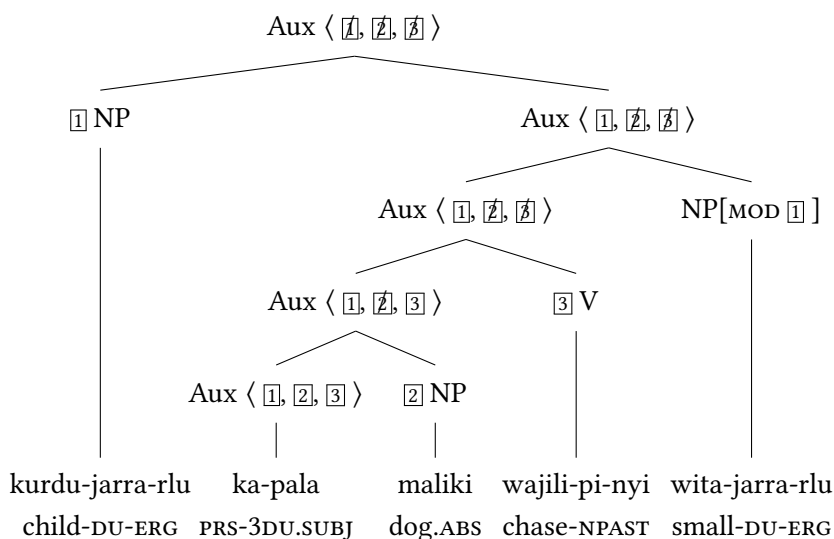 Aux ⟨ 1̸, 2̸, 3̸ ⟩
1 NP Aux ⟨ 1, 2̸, 3̸ ⟩
Aux ⟨ 1, 2̸, 3̸ ⟩ NP[MOD 1 ]
Aux ⟨ 1, 2̸, 3 ⟩ 3 V
Aux ⟨ 1, 2, 3 ⟩ 2 NP
kurdu-jarra-rlu ka-pala maliki wajili-pi-nyi wita-jarra-rlu
child-DU-ERG PRS-3DU.SUBJ dog.ABS chase-NPAST small-DU-ERG